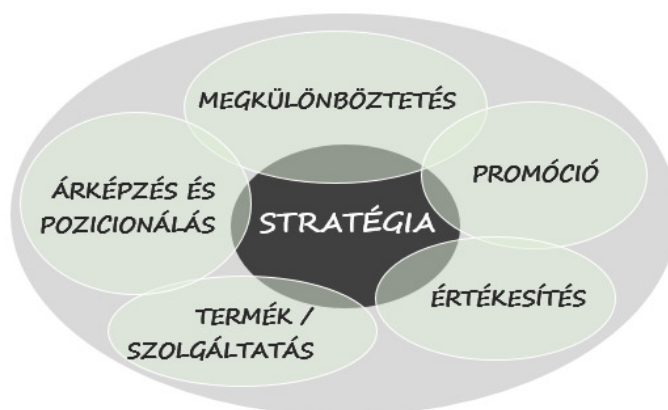 MEGKÜLÖNBÖZTETÉS
PROMÓCIÓ
ÁRKÉPZÉS ÉS
POZICIONÁLÁS
STRATÉGIA
ÉRTÉKESÍTÉS
TERMÉK /
SZOLGÁLTATÁS